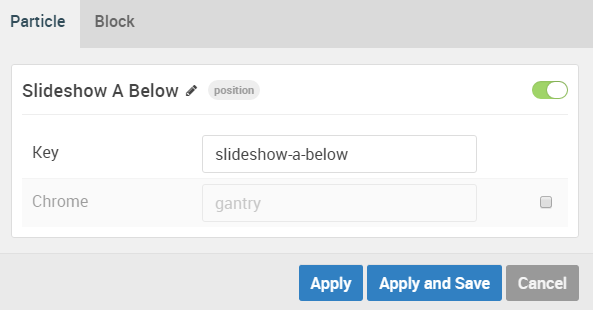 Particle Block
Slideshow A Below position
Key slideshow-a-below
Chrome gantry
Apply Apply and Save Cancel